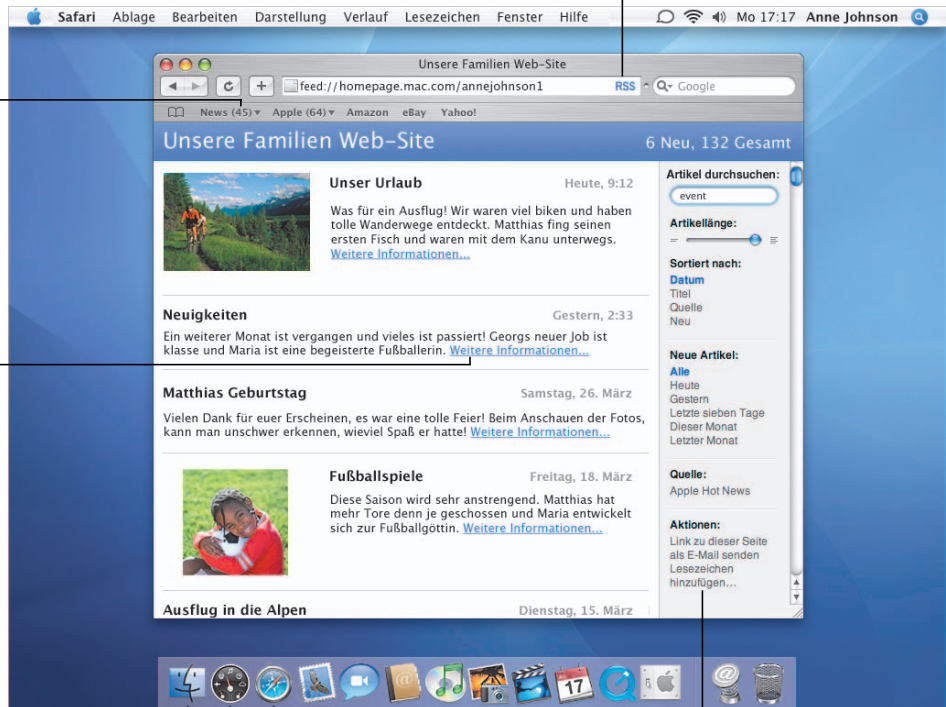 Safari Ablage Bearbeiten Darstellung Verlauf Lesezeichen Fenster Hilfe Mo 17:17 Anne Johnson
Unsere Familien Web-Site
feed://homepage.mac.com/annejohnson1 RSS Google
News (45) Apple (64) Amazon eBay Yahoo!
Unsere Familien Web-Site 6 Neu, 132 Gesamt
Unser Urlaub Heute, 9:12
Was für ein Ausflug! Wir waren viel biken und haben
tolle Wanderwege entdeckt. Matthias fing seinen
ersten Fisch und waren mit dem Kanu unterwegs.
Weitere Informationen...
Neuigkeiten Gestern, 2:33
Ein weiterer Monat ist vergangen und vieles ist passiert! Georgs neuer Job ist
klasse und Maria ist eine begeisterte Fußballerin. Weitere Informationen...
Matthias Geburtstag Samstag, 26. März
Vielen Dank für euer Erscheinen, es war eine tolle Feier! Beim Anschauen der Fotos,
kann man unschwer erkennen, wieviel Spaß er hatte! Weitere Informationen...
Fußballspiele Freitag, 18. März
Diese Saison wird sehr anstrengend. Matthias hat
mehr Tore denn je geschossen und Maria entwickelt
sich zur Fußballgöttin. Weitere Informationen...
Ausflug in die Alpen Dienstag, 15. März
Artikel durchsuchen:
event
Artikellänge:
Sortiert nach:
Datum
Titel
Quelle
Neu
Neue Artikel:
Alle
Heute
Gestern
Letzte sieben Tage
Dieser Monat
Letzter Monat
Quelle:
Apple Hot News
Aktionen:
Link zu dieser Seite
als E-Mail senden
Lesezeichen
hinzufügen...
17